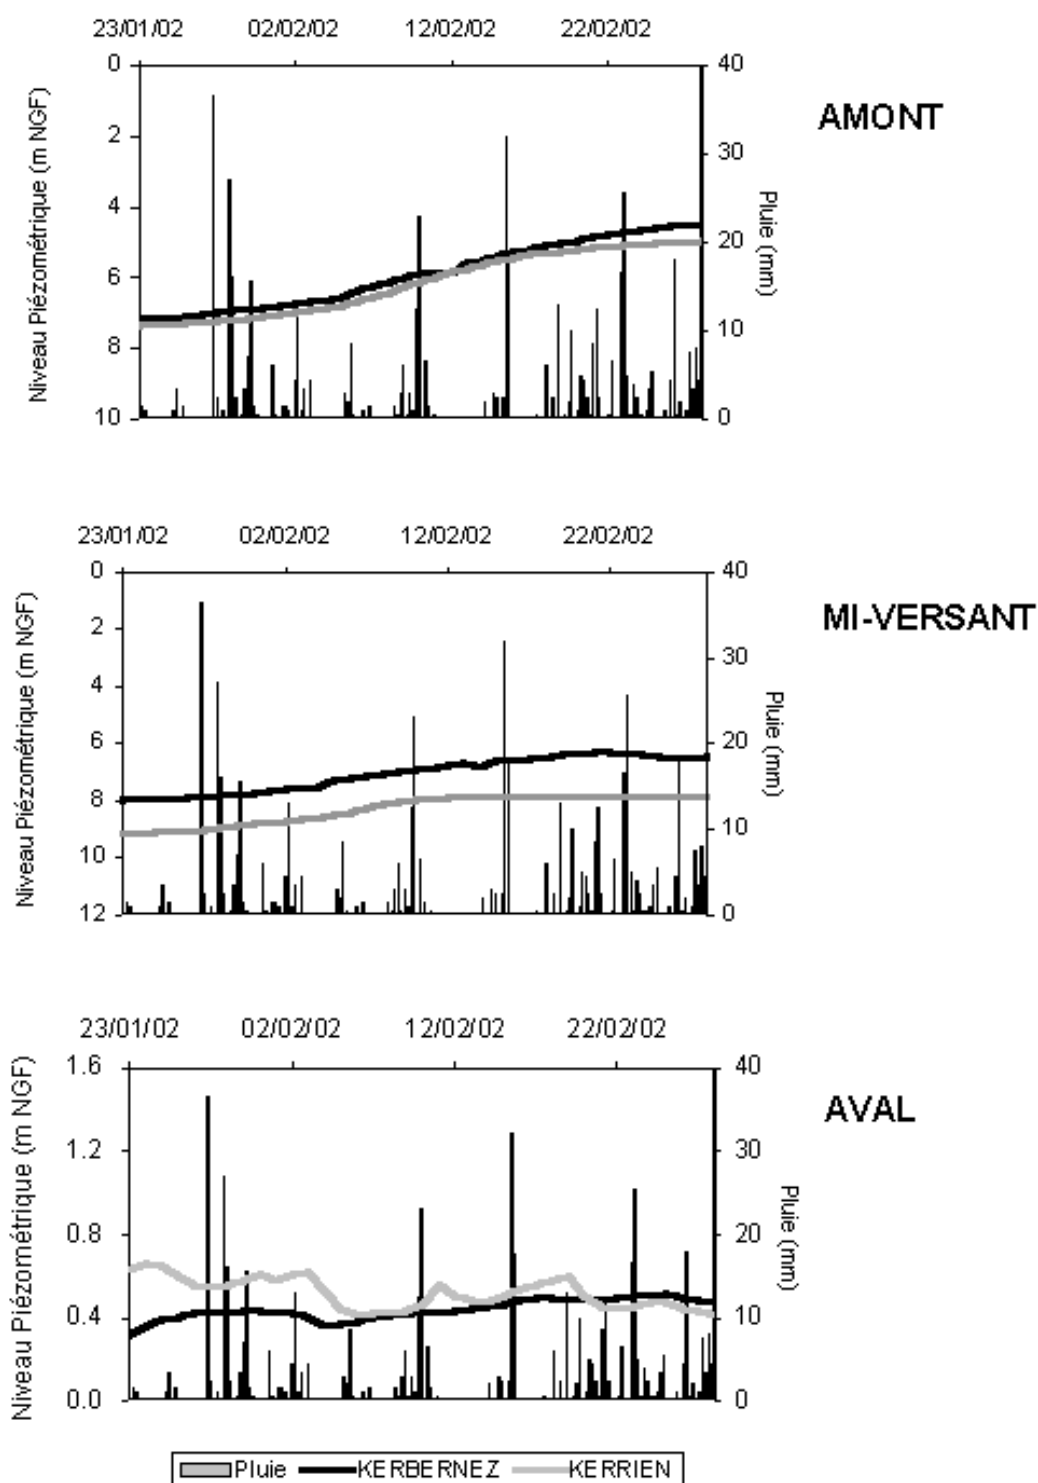 23/01/02 02/02/02 12/02/02 22/02/02
0 40
AMONT
2 30
4
20
6
8 10
10 0
Niveau Piézométrique (m NGF)
Pluie (mm)
23/01/02 02/02/02 12/02/02 22/02/02
0 40
MI-VERSANT
2
30
4
6 20
8
10
10
12 0
Niveau Piézométrique (m NGF)
Pluie (mm)
23/01/02 02/02/02 12/02/02 22/02/02
1.6 40
AVAL
1.2 30
0.8 20
0.4 10
0.0 0
Niveau Piézométrique (m NGF)
Pluie (mm)
Pluie KERBERNEZ KERRIEN